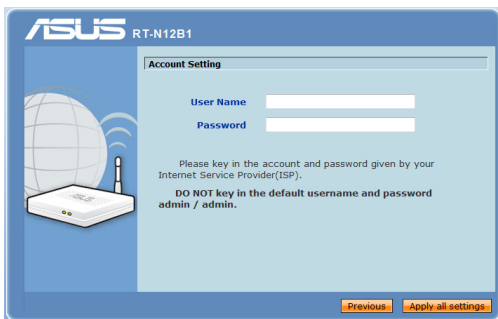 ASUS RT-N12B1
Account Setting
User Name
Password
Please key in the account and password given by your
Internet Service Provider(ISP).
DO NOT key in the default username and password
admin / admin.
Previous Apply all settings